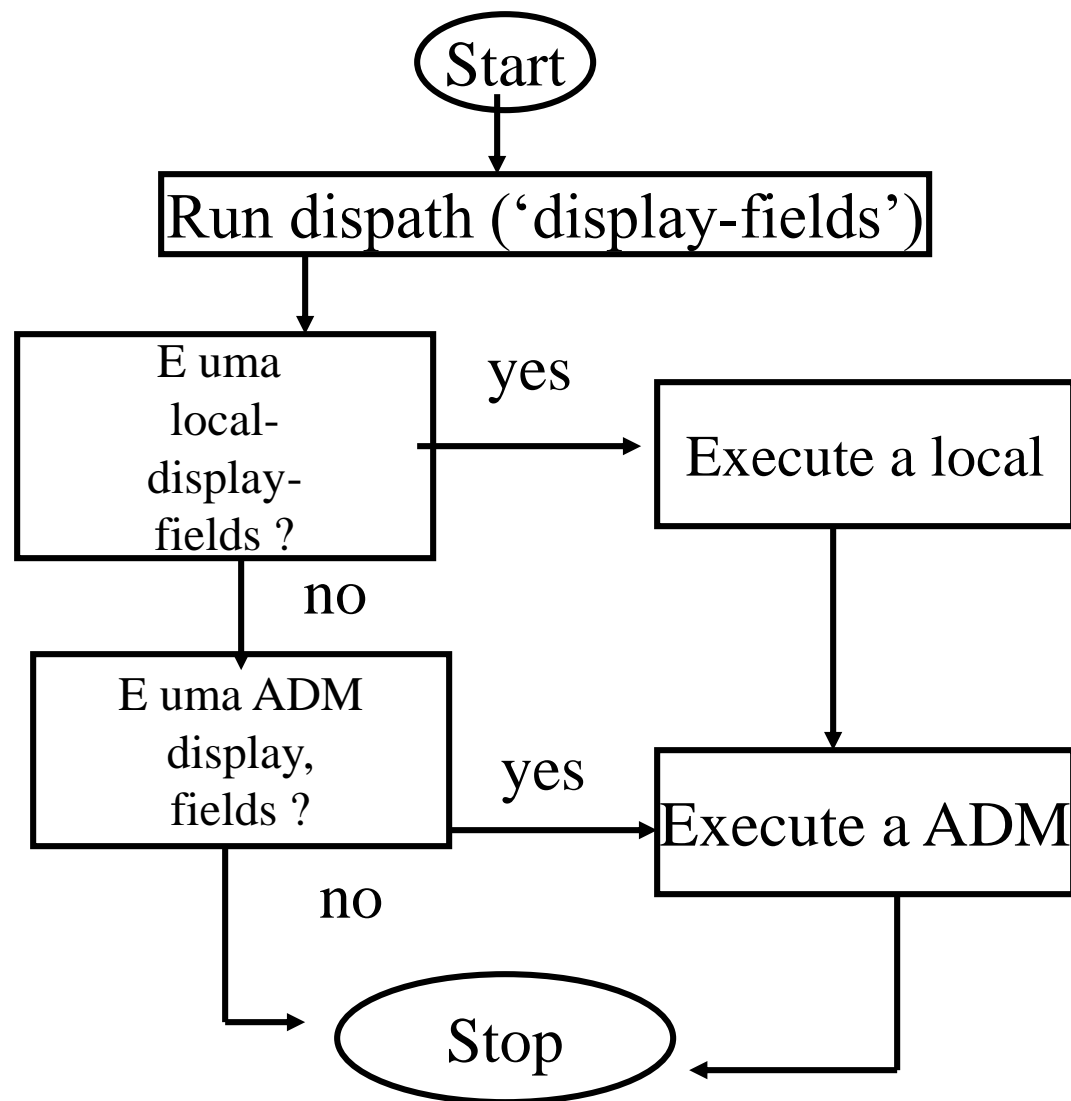 Start
Run dispath (‘display-fields’)
E uma
local-
display-
fields ?
yes
Execute a local
no
E uma ADM
display,
fields ?
yes
Execute a ADM
no
Stop